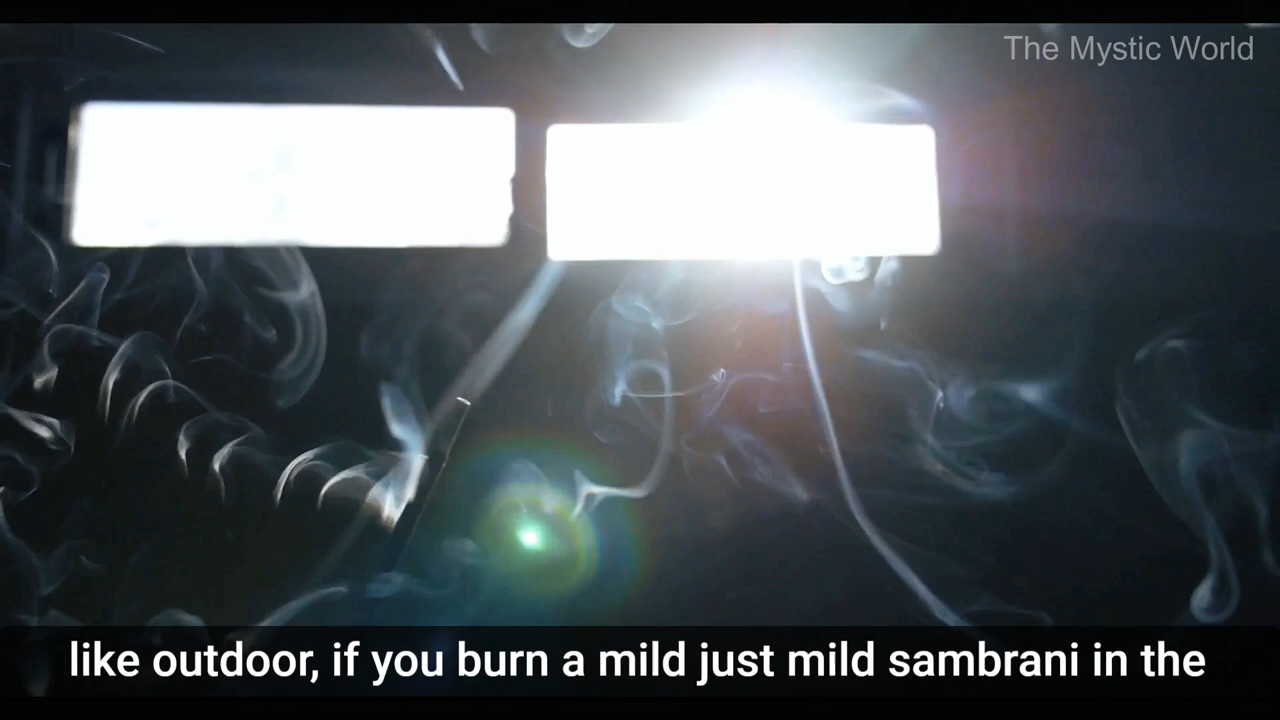 The Mystic World
like outdoor, if you burn a mild just mild sambrani in the